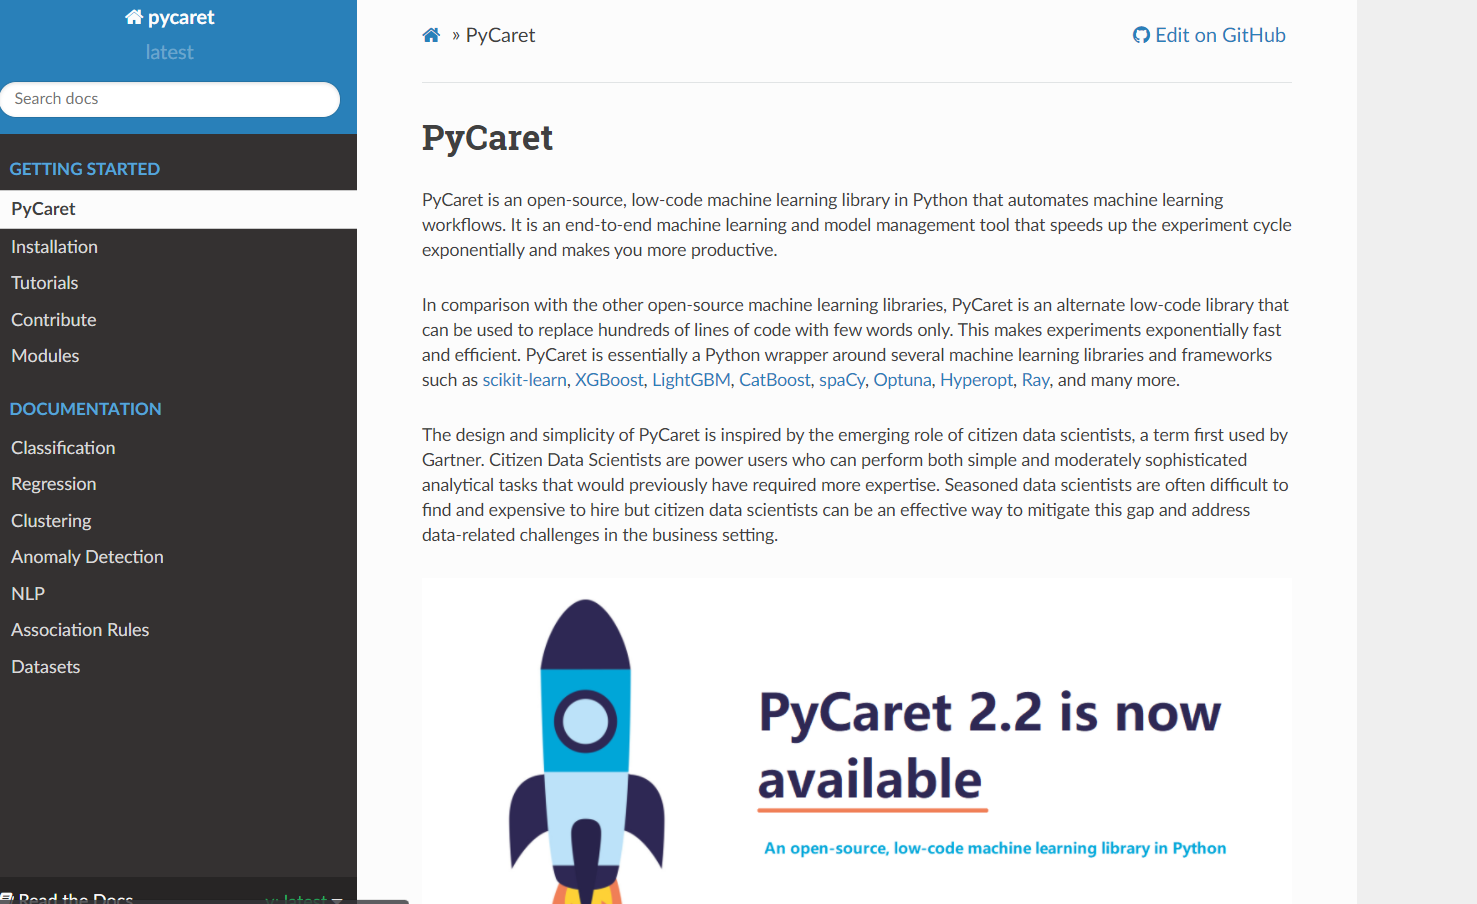 pycaret
latest
Search docs
GETTING STARTED
PyCaret
Installation
Tutorials
Contribute
Modules
DOCUMENTATION
Classification
Regression
Clustering
Anomaly Detection
NLP
Association Rules
Datasets
Read the Docs
v: latest
» PyCaret
Edit on GitHub
PyCaret
PyCaret is an open-source, low-code machine learning library in Python that automates machine learning
workflows. It is an end-to-end machine learning and model management tool that speeds up the experiment cycle
exponentially and makes you more productive.
In comparison with the other open-source machine learning libraries, PyCaret is an alternate low-code library that
can be used to replace hundreds of lines of code with few words only. This makes experiments exponentially fast
and efficient. PyCaret is essentially a Python wrapper around several machine learning libraries and frameworks
such as scikit-learn, XGBoost, LightGBM, CatBoost, spaCy, Optuna, Hyperopt, Ray, and many more.
The design and simplicity of PyCaret is inspired by the emerging role of citizen data scientists, a term first used by
Gartner. Citizen Data Scientists are power users who can perform both simple and moderately sophisticated
analytical tasks that would previously have required more expertise. Seasoned data scientists are often difficult to
find and expensive to hire but citizen data scientists can be an effective way to mitigate this gap and address
data-related challenges in the business setting.
PyCaret 2.2 is now
available
An open-source, low-code machine learning library in Python